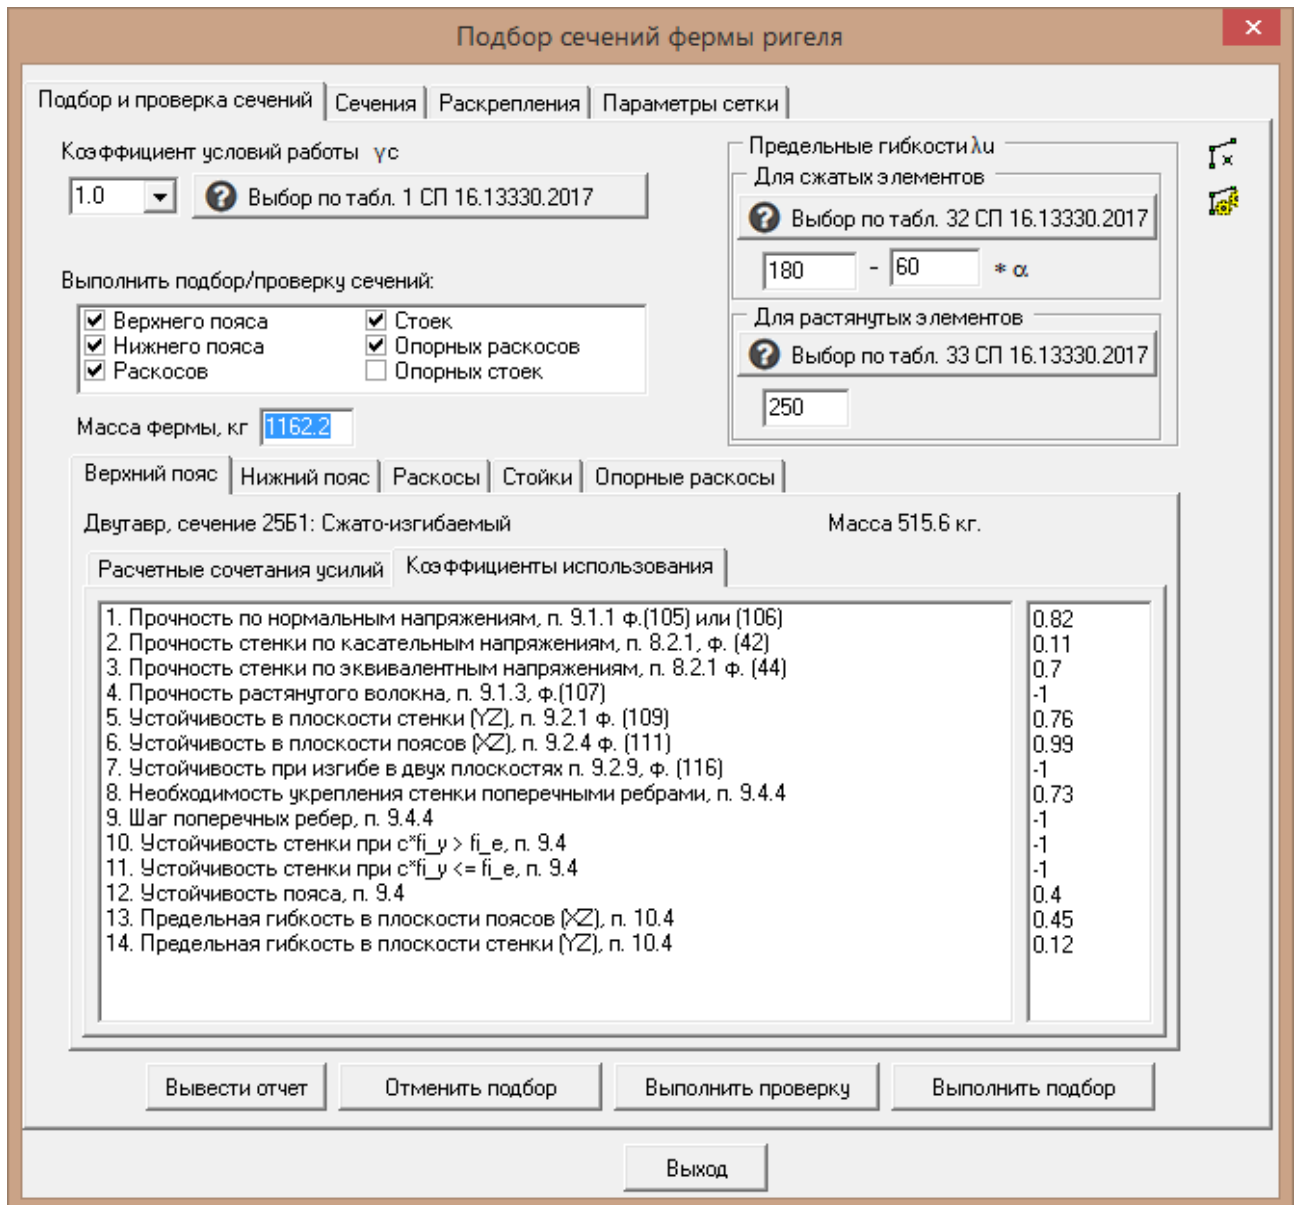 Подбор сечений фермы ригеля
Подбор и проверка сечений Сечения Раскрепления Параметры сетки
Коэффициент условий работы γc
1.0 Выбор по табл. 1 СП 16.13330.2017
Предельные гибкости λu
Для сжатых элементов
Выбор по табл. 32 СП 16.13330.2017
180 - 60 * α
Для растянутых элементов
Выбор по табл. 33 СП 16.13330.2017
250
Выполнить подбор/проверку сечений:
Верхнего пояса Стоек
Нижнего пояса Опорных раскосов
Раскосов Опорных стоек
Масса фермы, кг 1162.2
Верхний пояс Нижний пояс Раскосы Стойки Опорные раскосы
Двутавр, сечение 25Б1: Сжато-изгибаемый Масса 515.6 кг.
Расчетные сочетания усилий Коэффициенты использования
1. Прочность по нормальным напряжениям, п. 9.1.1 ф.(105) или (106) 0.82
2. Прочность стенки по касательным напряжениям, п. 8.2.1, ф. (42) 0.11
3. Прочность стенки по эквивалентным напряжениям, п. 8.2.1 ф. (44) 0.7
4. Прочность растянутого волокна, п. 9.1.3, ф.(107) -1
5. Устойчивость в плоскости стенки (YZ), п. 9.2.1 ф. (109) 0.76
6. Устойчивость в плоскости поясов (XZ), п. 9.2.4 ф. (111) 0.99
7. Устойчивость при изгибе в двух плоскостях п. 9.2.9, ф. (116) -1
8. Необходимость укрепления стенки поперечными ребрами, п. 9.4.4 0.73
9. Шаг поперечных ребер, п. 9.4.4 -1
10. Устойчивость стенки при c*fi_y > fi_e, п. 9.4 -1
11. Устойчивость стенки при c*fi_y <= fi_e, п. 9.4 -1
12. Устойчивость пояса, п. 9.4 0.4
13. Предельная гибкость в плоскости поясов (XZ), п. 10.4 0.45
14. Предельная гибкость в плоскости стенки (YZ), п. 10.4 0.12
Вывести отчет Отменить подбор Выполнить проверку Выполнить подбор
Выход